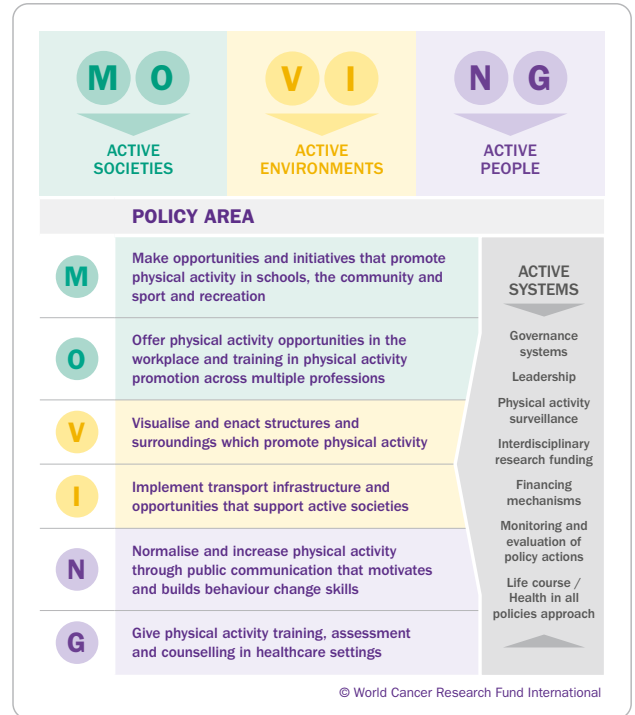 M O V I N G
ACTIVE
SOCIETIES
ACTIVE
ENVIRONMENTS
ACTIVE
PEOPLE
POLICY AREA
M
Make opportunities and initiatives that promote
physical activity in schools, the community and
sport and recreation
O
Offer physical activity opportunities in the
workplace and training in physical activity
promotion across multiple professions
V
Visualise and enact structures and
surroundings which promote physical activity
I
Implement transport infrastructure and
opportunities that support active societies
N
Normalise and increase physical activity
through public communication that motivates
and builds behaviour change skills
G
Give physical activity training, assessment
and counselling in healthcare settings
ACTIVE
SYSTEMS
Governance
systems
Leadership
Physical activity
surveillance
Interdisciplinary
research funding
Financing
mechanisms
Monitoring and
evaluation of
policy actions
Life course /
Health in all
policies approach
© World Cancer Research Fund International